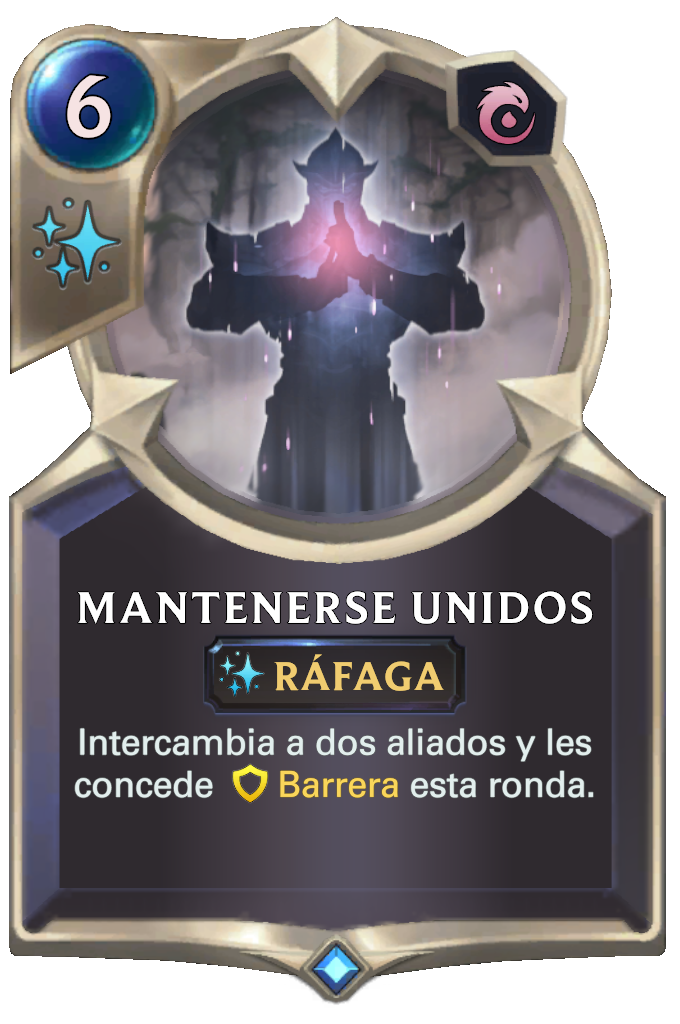 6
MANTENERSE UNIDOS
RÁFAGA
Intercambia a dos aliados y les
concede Barrera esta ronda.